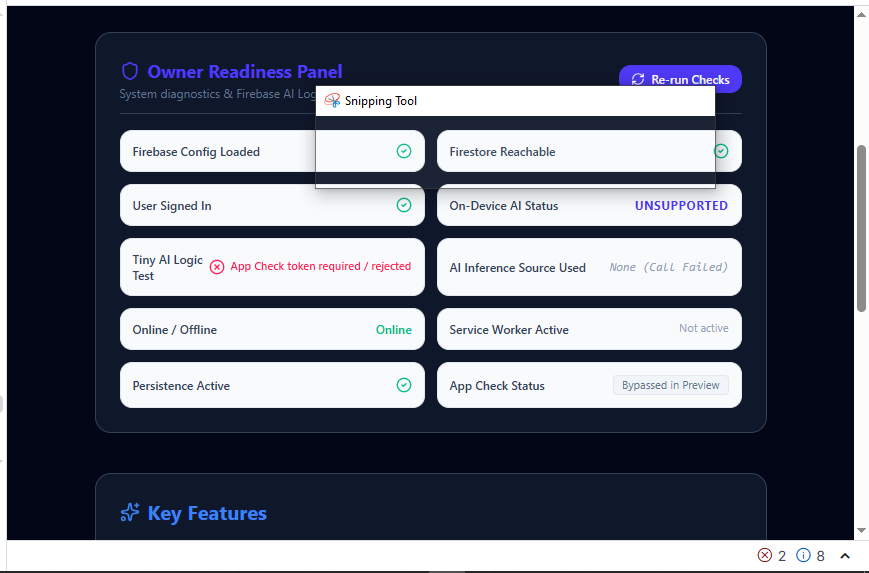 Owner Readiness Panel
Re-run Checks
System diagnostics & Firebase AI Log
Snipping Tool
Firebase Config Loaded
Firestore Reachable
User Signed In
On-Device AI Status
UNSUPPORTED
Tiny AI Logic
Test
App Check token required / rejected
AI Inference Source Used
None (Call Failed)
Online / Offline
Online
Service Worker Active
Not active
Persistence Active
App Check Status
Bypassed in Preview
Key Features
2
8